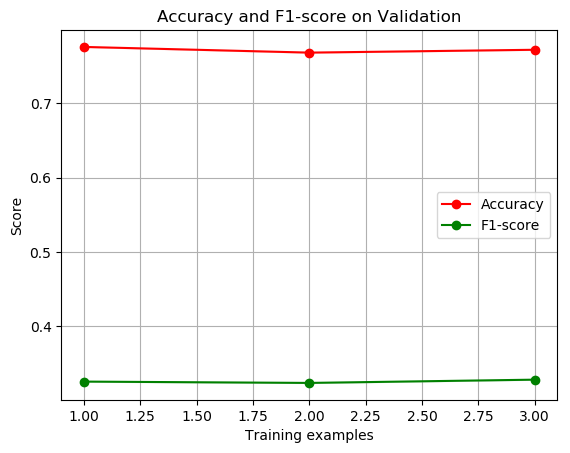 Accuracy and F1-score on Validation
Score
0.7
0.6
0.5
0.4
Accuracy
F1-score
1.00 1.25 1.50 1.75 2.00 2.25 2.50 2.75 3.00
Training examples